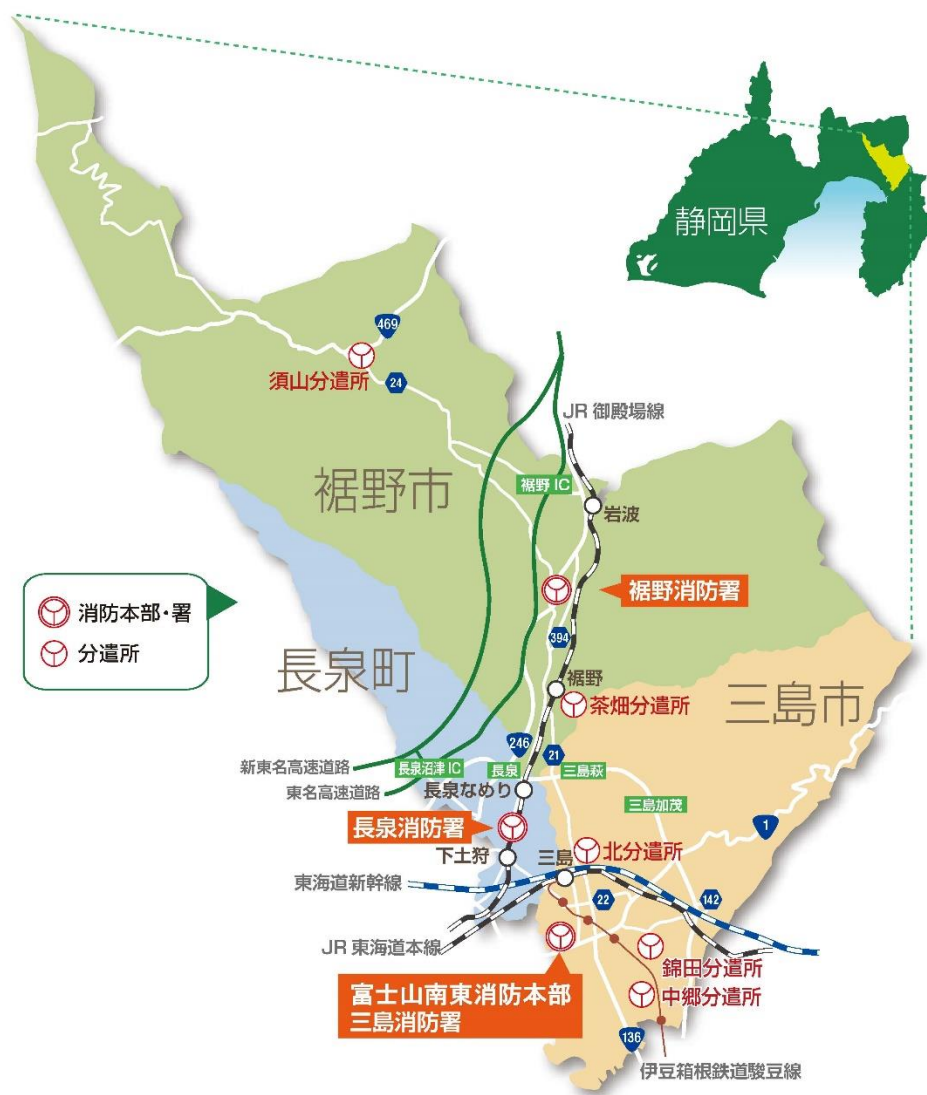 静岡県
469
須山分遣所
24
JR 御殿場線
裾野市
裾野 IC
岩波
消防本部・署
分遣所
裾野消防署
394
長泉町
裾野
茶畑分遣所
三島市
246
21
新東名高速道路
長泉沼津 IC
長泉
三島萩
東名高速道路
長泉なめり
三島加茂
1
長泉消防署
下土狩
三島
北分遣所
東海道新幹線
22
142
JR 東海道本線
錦田分遣所
中郷分遣所
富士山南東消防本部
三島消防署
136
伊豆箱根鉄道駿豆線